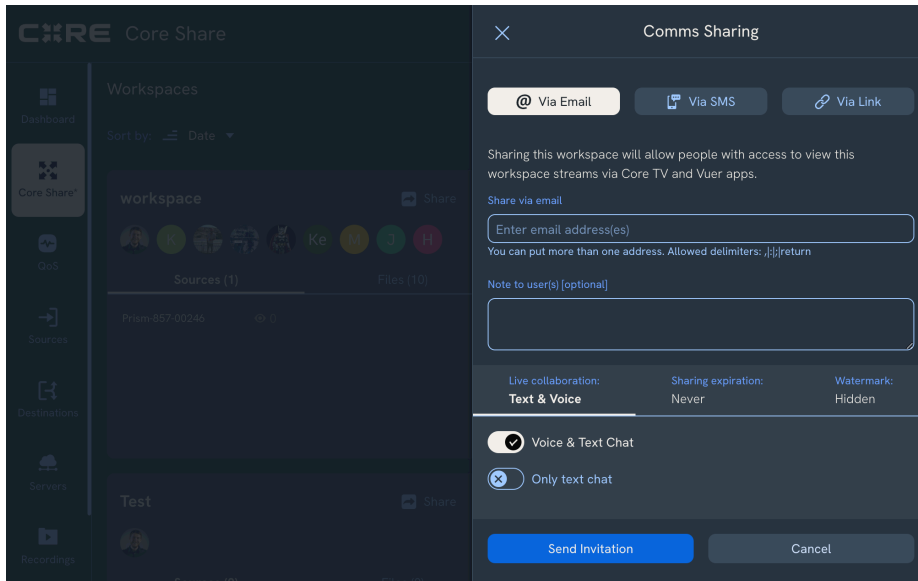 CORE Core Share
Workspaces
Sort by: Date
Dashboard
Core Share*
QoS
Sources
Destinations
Servers
Recordings
workspace
Share
K
Ke
M
J
H
Sources (1)
Files (10)
Prism-857-00246
0
Test
Share
Comms Sharing
@ Via Email
Via SMS
Via Link
Sharing this workspace will allow people with access to view this
workspace streams via Core TV and Vuer apps.
Share via email
Enter email address(es)
You can put more than one address. Allowed delimiters: ,|:|;|return
Note to user(s) [optional]
Live collaboration:
Text & Voice
Sharing expiration:
Never
Watermark:
Hidden
Voice & Text Chat
Only text chat
Send Invitation
Cancel